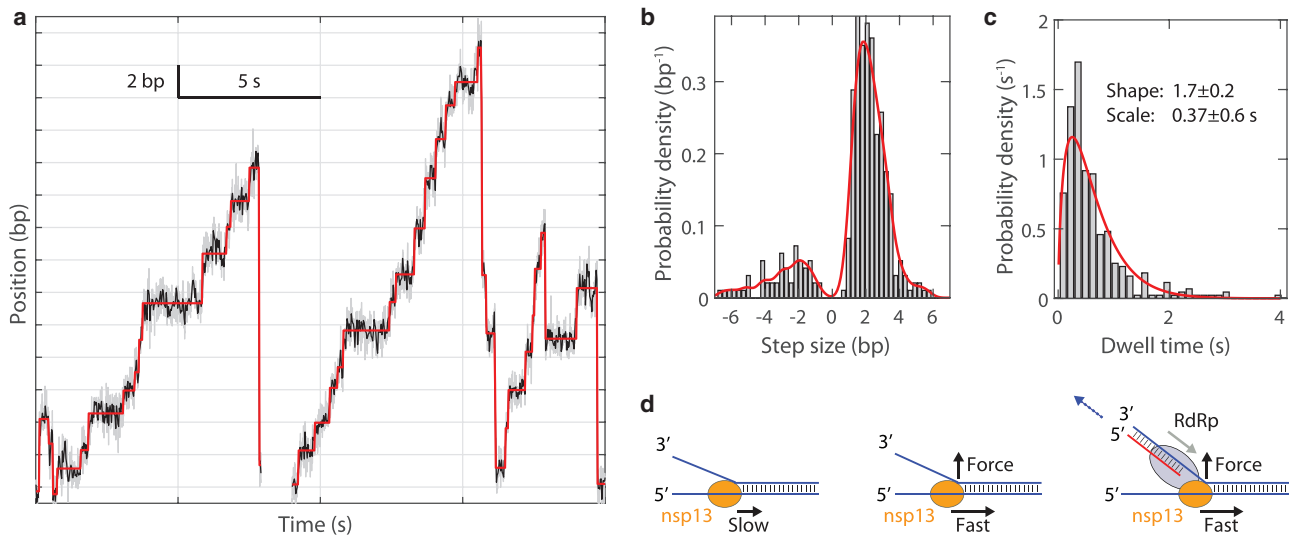 a
2 bp
5 s
Position (bp)
Time (s)
b
Probability density (bp⁻¹)
0.3
0.2
0.1
0
-6
-4
-2
0
2
4
6
Step size (bp)
c
Probability density (s⁻¹)
2
1.5
1
0.5
0
Shape: 1.7±0.2
Scale: 0.37±0.6 s
0
2
4
Dwell time (s)
d
3’
5’
nsp13
Slow
3’
5’
Force
nsp13
Fast
3’
5’
RdRp
Force
5’
nsp13
Fast